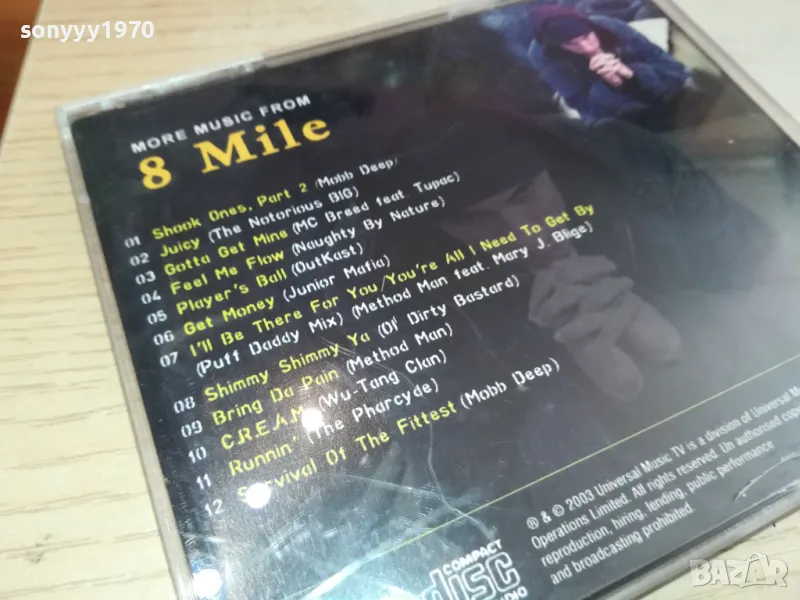 sonyyy1970
MORE MUSIC FROM
8 Mile
01 Shook Ones, Part 2 (Mobb Deep)
02 Juicy (The Notorious BIG)
03 Gotta Get Mine (MC Breed feat. Tupac)
04 Feel Me Flow (Naughty By Nature)
05 Player's Ball (OutKast)
06 Get Money (Junior Mafia)
07 I'll Be There For You/You're All I Need To Get By
(Puff Daddy Mix) (Method Man feat. Mary J. Blige)
08 Shimmy Shimmy Ya (Ol' Dirty Bastard)
09 Bring Da Pain (Method Man)
10 C.R.E.A.M. (Wu-Tang Clan)
11 Runnin' (The Pharcyde)
12 Survival Of The Fittest (Mobb Deep)
℗ & © 2003 Universal Music TV is a division of Universal
Operations Limited. All rights reserved. Un authorised
reproduction, hiring, lending, public performance
and broadcasting prohibited.
COMPACT
disc
BAZAR.bg